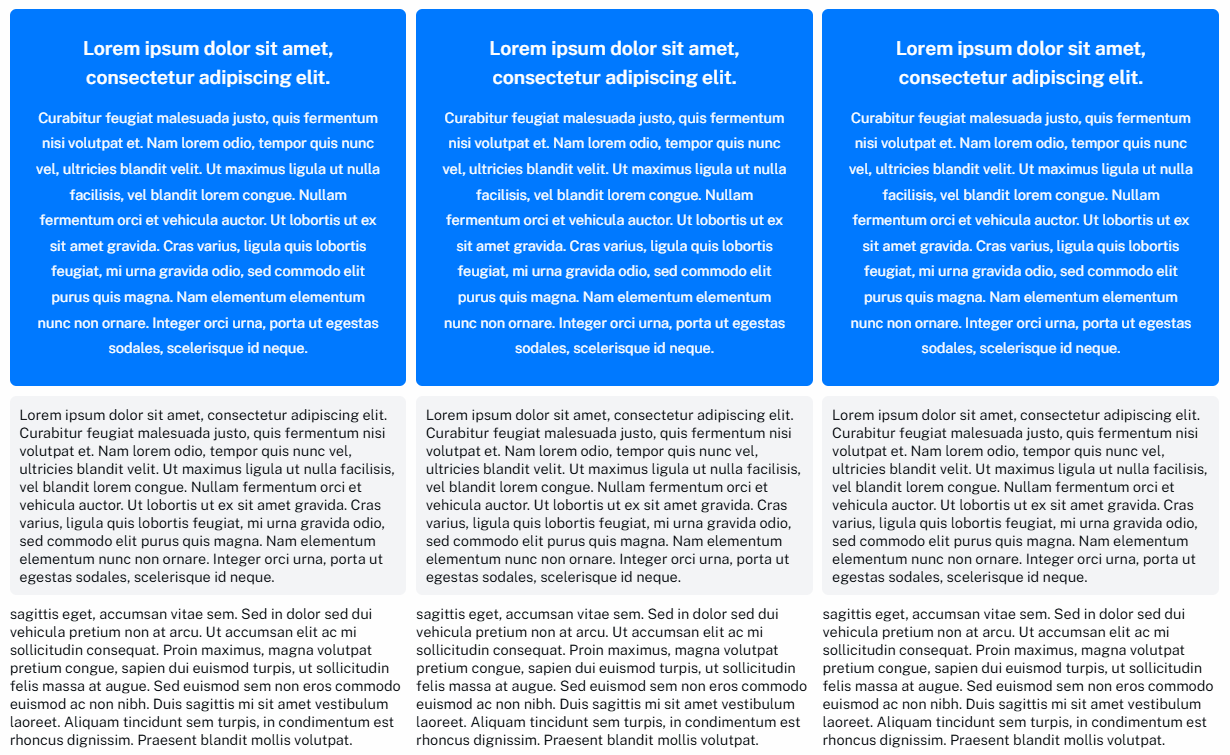 Lorem ipsum dolor sit amet,
consectetur adipiscing elit.
Curabitur feugiat malesuada justo, quis fermentum
nisi volutpat et. Nam lorem odio, tempor quis nunc
vel, ultricies blandit velit. Ut maximus ligula ut nulla
facilisis, vel blandit lorem congue. Nullam
fermentum orci et vehicula auctor. Ut lobortis ut ex
sit amet gravida. Cras varius, ligula quis lobortis
feugiat, mi urna gravida odio, sed commodo elit
purus quis magna. Nam elementum elementum
nunc non ornare. Integer orci urna, porta ut egestas
sodales, scelerisque id neque.
Lorem ipsum dolor sit amet, consectetur adipiscing elit.
Curabitur feugiat malesuada justo, quis fermentum nisi
volutpat et. Nam lorem odio, tempor quis nunc vel,
ultricies blandit velit. Ut maximus ligula ut nulla facilisis,
vel blandit lorem congue. Nullam fermentum orci et
vehicula auctor. Ut lobortis ut ex sit amet gravida. Cras
varius, ligula quis lobortis feugiat, mi urna gravida odio,
sed commodo elit purus quis magna. Nam elementum
elementum nunc non ornare. Integer orci urna, porta ut
egestas sodales, scelerisque id neque.
sagittis eget, accumsan vitae sem. Sed in dolor sed dui
vehicula pretium non at arcu. Ut accumsan elit ac mi
sollicitudin consequat. Proin maximus, magna volutpat
pretium congue, sapien dui euismod turpis, ut sollicitudin
felis massa at augue. Sed euismod sem non eros commodo
euismod ac non nibh. Duis sagittis mi sit amet vestibulum
laoreet. Aliquam tincidunt sem turpis, in condimentum est
rhoncus dignissim. Praesent blandit mollis volutpat.
Lorem ipsum dolor sit amet,
consectetur adipiscing elit.
Curabitur feugiat malesuada justo, quis fermentum
nisi volutpat et. Nam lorem odio, tempor quis nunc
vel, ultricies blandit velit. Ut maximus ligula ut nulla
facilisis, vel blandit lorem congue. Nullam
fermentum orci et vehicula auctor. Ut lobortis ut ex
sit amet gravida. Cras varius, ligula quis lobortis
feugiat, mi urna gravida odio, sed commodo elit
purus quis magna. Nam elementum elementum
nunc non ornare. Integer orci urna, porta ut egestas
sodales, scelerisque id neque.
Lorem ipsum dolor sit amet, consectetur adipiscing elit.
Curabitur feugiat malesuada justo, quis fermentum nisi
volutpat et. Nam lorem odio, tempor quis nunc vel,
ultricies blandit velit. Ut maximus ligula ut nulla facilisis,
vel blandit lorem congue. Nullam fermentum orci et
vehicula auctor. Ut lobortis ut ex sit amet gravida. Cras
varius, ligula quis lobortis feugiat, mi urna gravida odio,
sed commodo elit purus quis magna. Nam elementum
elementum nunc non ornare. Integer orci urna, porta ut
egestas sodales, scelerisque id neque.
sagittis eget, accumsan vitae sem. Sed in dolor sed dui
vehicula pretium non at arcu. Ut accumsan elit ac mi
sollicitudin consequat. Proin maximus, magna volutpat
pretium congue, sapien dui euismod turpis, ut sollicitudin
felis massa at augue. Sed euismod sem non eros commodo
euismod ac non nibh. Duis sagittis mi sit amet vestibulum
laoreet. Aliquam tincidunt sem turpis, in condimentum est
rhoncus dignissim. Praesent blandit mollis volutpat.
Lorem ipsum dolor sit amet,
consectetur adipiscing elit.
Curabitur feugiat malesuada justo, quis fermentum
nisi volutpat et. Nam lorem odio, tempor quis nunc
vel, ultricies blandit velit. Ut maximus ligula ut nulla
facilisis, vel blandit lorem congue. Nullam
fermentum orci et vehicula auctor. Ut lobortis ut ex
sit amet gravida. Cras varius, ligula quis lobortis
feugiat, mi urna gravida odio, sed commodo elit
purus quis magna. Nam elementum elementum
nunc non ornare. Integer orci urna, porta ut egestas
sodales, scelerisque id neque.
Lorem ipsum dolor sit amet, consectetur adipiscing elit.
Curabitur feugiat malesuada justo, quis fermentum nisi
volutpat et. Nam lorem odio, tempor quis nunc vel,
ultricies blandit velit. Ut maximus ligula ut nulla facilisis,
vel blandit lorem congue. Nullam fermentum orci et
vehicula auctor. Ut lobortis ut ex sit amet gravida. Cras
varius, ligula quis lobortis feugiat, mi urna gravida odio,
sed commodo elit purus quis magna. Nam elementum
elementum nunc non ornare. Integer orci urna, porta ut
egestas sodales, scelerisque id neque.
sagittis eget, accumsan vitae sem. Sed in dolor sed dui
vehicula pretium non at arcu. Ut accumsan elit ac mi
sollicitudin consequat. Proin maximus, magna volutpat
pretium congue, sapien dui euismod turpis, ut sollicitudin
felis massa at augue. Sed euismod sem non eros commodo
euismod ac non nibh. Duis sagittis mi sit amet vestibulum
laoreet. Aliquam tincidunt sem turpis, in condimentum est
rhoncus dignissim. Praesent blandit mollis volutpat.